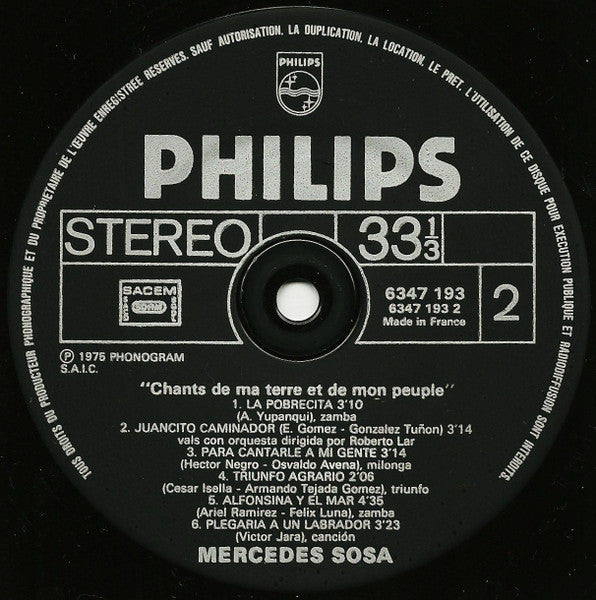 TOUS DROITS DU PRODUCTEUR PHONOGRAPHIQUE ET DU PROPRIETAIRE DE L'ŒUVRE ENREGISTREE RESERVES. SAUF AUTORISATION, LA DUPLICATION, LA LOCATION, LE PRET, L'UTILISATION DE CE DISQUE POUR EXECUTION PUBLIQUE ET RADIODIFFUSION SONT INTERDITS.
PHILIPS
PHILIPS
STEREO 33 1/3
SACEM
6347 193
6347 193 2
Made in France
2
Ⓟ 1975 PHONOGRAM
S.A.I.C.
"Chants de ma terre et de mon peuple"
1. LA POBRECITA 3'10
(A. Yupanqui), zamba
2. JUANCITO CAMINADOR (E. Gomez - Gonzalez Tuñon) 3'14
vals con orquesta dirigida por Roberto Lar
3. PARA CANTARLE A MI GENTE 3'14
(Hector Negro - Osvaldo Avena), milonga
4. TRIUNFO AGRARIO 2'06
(Cesar Isella - Armando Tejada Gomez), triunfo
5. ALFONSINA Y EL MAR 4'35
(Ariel Ramirez - Felix Luna), zamba
6. PLEGARIA A UN LABRADOR 3'23
(Victor Jara), canción
MERCEDES SOSA